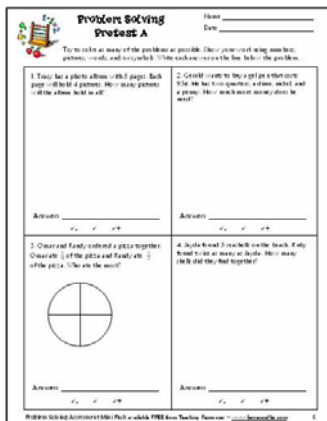 Problem Solving
Pretest A
Name
Date
Try to solve as many of the problems as possible. Show your work using numbers,
pictures, words, and/or symbols. Write each answer on the line below the problem.
1. Tracy has a photo album with 5 pages. Each
page will hold 4 pictures. How many pictures
will the album hold in all?
Answer:
✓- ✓ ✓+
2. Gerald wants to buy a gel pen that costs
He has two quarters, a dime, nickel, and
a penny. How much more money does he
need?
Answer:
✓- ✓ ✓+
3. Omar and Randy ordered a pizza together.
Omar ate of the pizza and Randy ate
of the pizza. Who ate the most?
Answer:
✓- ✓ ✓+
4. Jayda found 3 seashells on the beach.
found twice as many as Jayda. How many
shells did they find together?
Answer:
✓- ✓ ✓+
Problem Solving Assessment Mini Pack available FREE from Teaching Resources